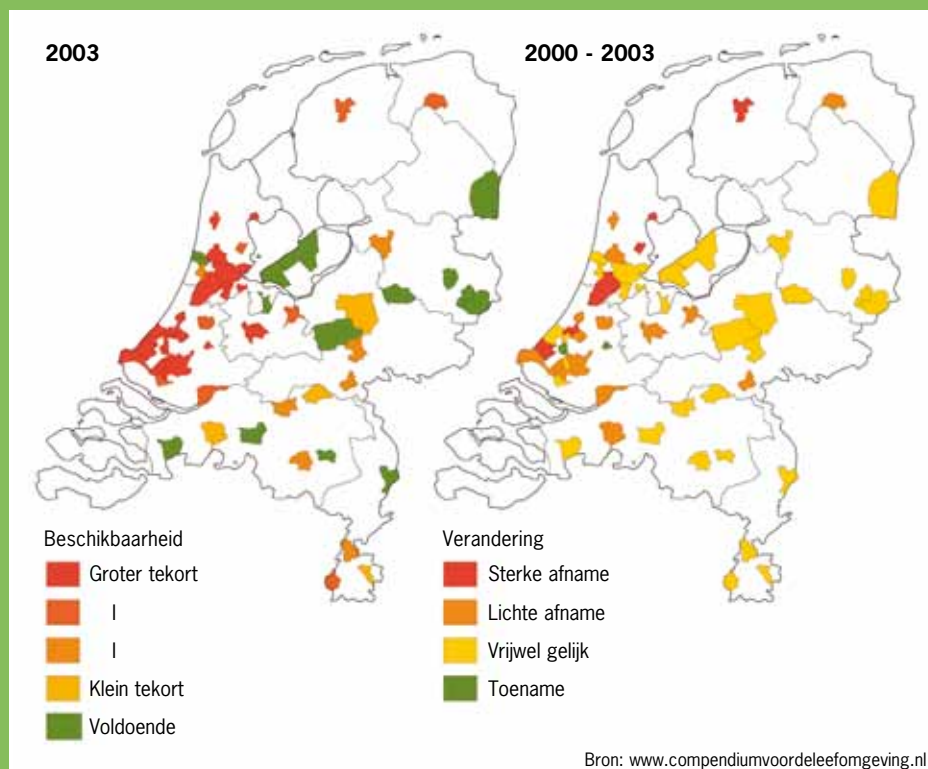 2003
2000 - 2003
Beschikbaarheid
Groter tekort
I
I
Klein tekort
Voldoende
Verandering
Sterke afname
Lichte afname
Vrijwel gelijk
Toename
Bron: www.compendiumvoordeleefomgeving.nl